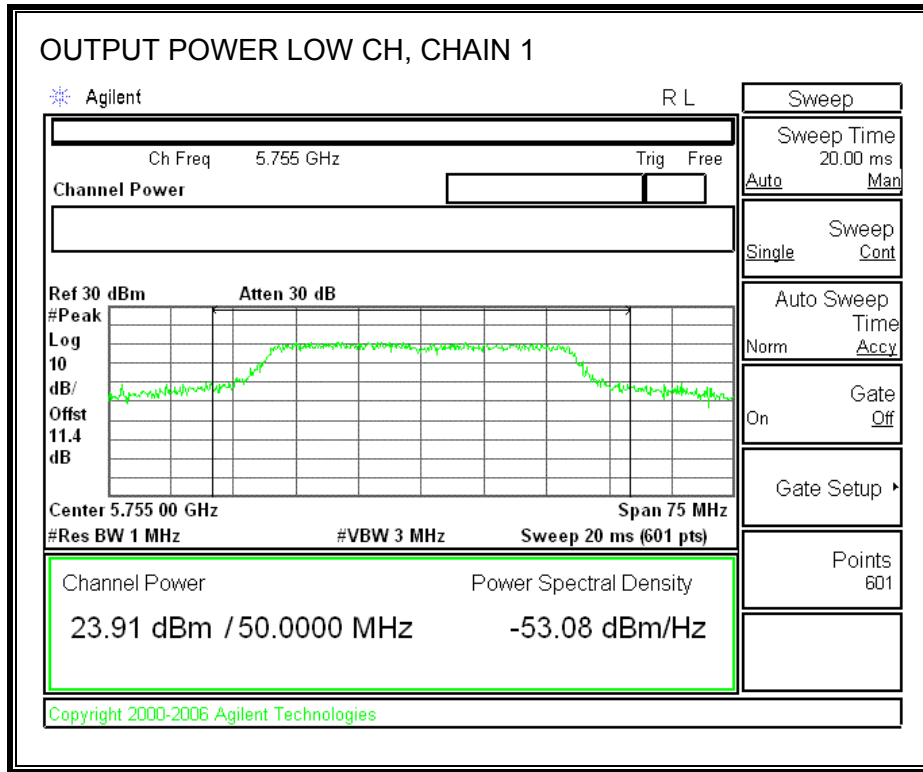 OUTPUT POWER LOW CH, CHAIN 1
Agilent R L
Ch Freq 5.755 GHz Trig Free
Channel Power
Ref 30 dBm Atten 30 dB
#Peak
Log
10
dB/
Offst
11.4
dB
Center 5.755 00 GHz Span 75 MHz
#Res BW 1 MHz #VBW 3 MHz Sweep 20 ms (601 pts)
Channel Power Power Spectral Density
23.91 dBm / 50.0000 MHz -53.08 dBm/Hz
Copyright 2000-2006 Agilent Technologies
Sweep
Sweep Time
20.00 ms
Auto Man
Sweep
Single Cont
Auto Sweep
Time
Norm Accy
Gate
On Off
Gate Setup
Points
601